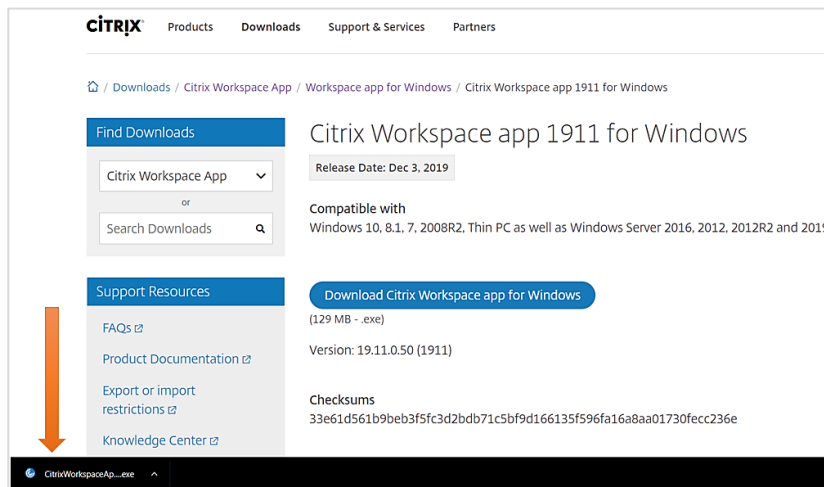 CİTRIX Products Downloads Support & Services Partners
/ Downloads / Citrix Workspace App / Workspace app for Windows / Citrix Workspace app 1911 for Windows
Find Downloads
Citrix Workspace App
or
Search Downloads
Support Resources
FAQs
Product Documentation
Export or import
restrictions
Knowledge Center
Citrix Workspace app 1911 for Windows
Release Date: Dec 3, 2019
Compatible with
Windows 10, 8.1, 7, 2008R2, Thin PC as well as Windows Server 2016, 2012, 2012R2 and 2019
Download Citrix Workspace app for Windows
(129 MB - .exe)
Version: 19.11.0.50 (1911)
Checksums
33e61d561b9beb3f5fc3d2bdb71c5bf9d166135f596fa16a8aa01730fecc236e
CitrixWorkspaceAp....exe